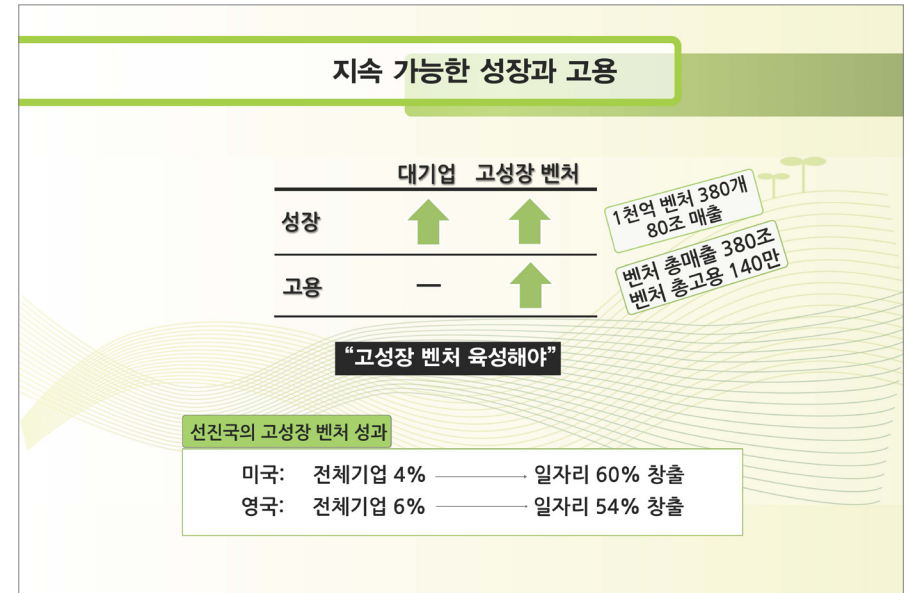 지속 가능한 성장과 고용
대기업 고성장 벤처
성장
고용 —
1천억 벤처 380개
80조 매출
벤처 총매출 380조
벤처 총고용 140만
“고성장 벤처 육성해야”
선진국의 고성장 벤처 성과
미국: 전체기업 4% 일자리 60% 창출
영국: 전체기업 6% 일자리 54% 창출